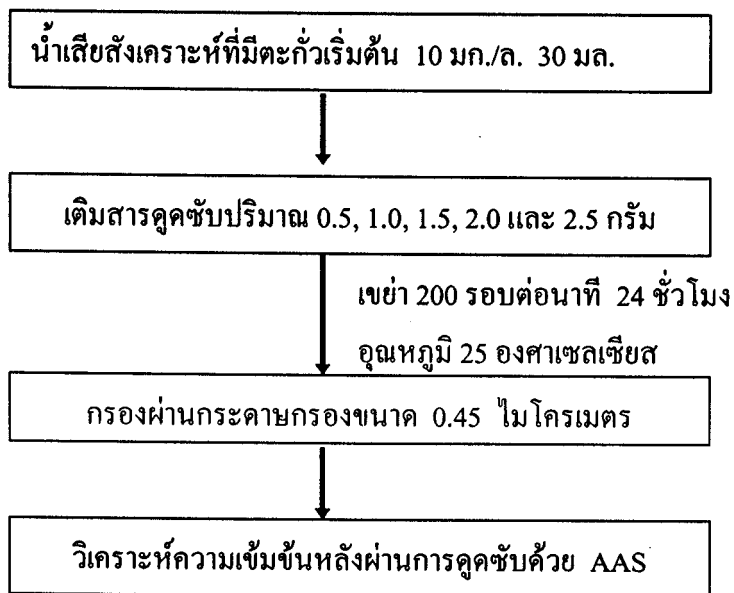 น้ำเสียสังเคราะห์ที่มีตะกั่วเริ่มต้น 10 มก./ล. 30 มล.
เติมสารดูดซับปริมาณ 0.5, 1.0, 1.5, 2.0 และ 2.5 กรัม
เขย่า 200 รอบต่อนาที 24 ชั่วโมง
อุณหภูมิ 25 องศาเซลเซียส
กรองผ่านกระดาษกรองขนาด 0.45 ไมโครเมตร
วิเคราะห์ความเข้มข้นหลังผ่านการดูดซับด้วย AAS